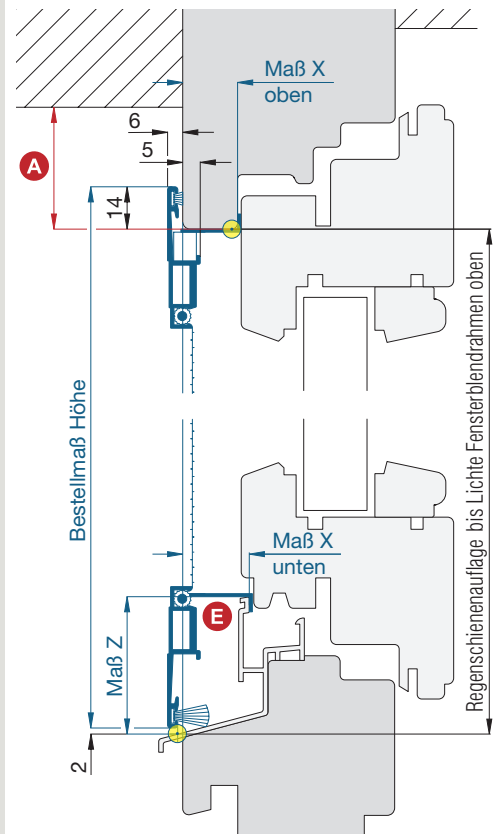 Maß X
oben
6
A
5
14
Bestellmaß Höhe
Regenschienenauflage bis Lichte Fensterblendrahmen oben
Maß X
unten
E
Maß Z
2